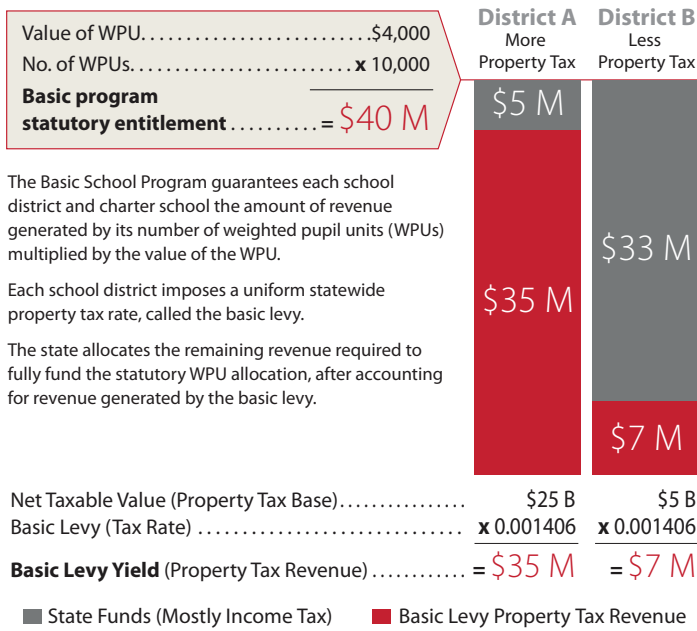 Value of WPU...........................$4,000
No. of WPUs........................x 10,000
Basic program
statutory entitlement ..........= $40 M
District A
More
Property Tax
District B
Less
Property Tax
$5 M
$35 M
$33 M
$7 M
The Basic School Program guarantees each school
district and charter school the amount of revenue
generated by its number of weighted pupil units (WPUs)
multiplied by the value of the WPU.
Each school district imposes a uniform statewide
property tax rate, called the basic levy.
The state allocates the remaining revenue required to
fully fund the statutory WPU allocation, after accounting
for revenue generated by the basic levy.
Net Taxable Value (Property Tax Base)................ $25 B $5 B
Basic Levy (Tax Rate) ................................ x 0.001406 x 0.001406
Basic Levy Yield (Property Tax Revenue) ............ = $35 M = $7 M
State Funds (Mostly Income Tax) Basic Levy Property Tax Revenue